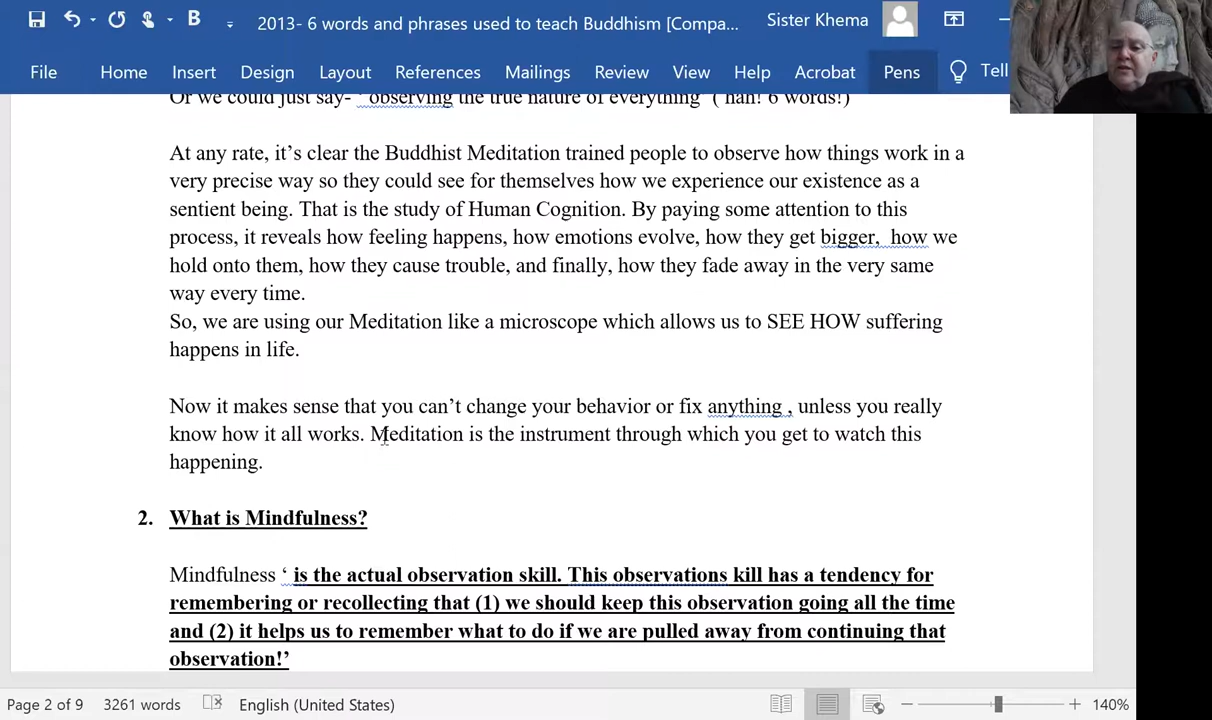 2013- 6 words and phrases used to teach Buddhism [Compa... Sister Khema
File Home Insert Design Layout References Mailings Review View Help Acrobat Pens Tell
Or we could just say- ‘ observing the true nature of everything’ ( hah! 6 words!)
At any rate, it’s clear the Buddhist Meditation trained people to observe how things work in a
very precise way so they could see for themselves how we experience our existence as a
sentient being. That is the study of Human Cognition. By paying some attention to this
process, it reveals how feeling happens, how emotions evolve, how they get bigger, how we
hold onto them, how they cause trouble, and finally, how they fade away in the very same
way every time.
So, we are using our Meditation like a microscope which allows us to SEE HOW suffering
happens in life.
Now it makes sense that you can’t change your behavior or fix anything , unless you really
know how it all works. Meditation is the instrument through which you get to watch this
happening.
2. What is Mindfulness?
Mindfulness ‘ is the actual observation skill. This observations kill has a tendency for
remembering or recollecting that (1) we should keep this observation going all the time
and (2) it helps us to remember what to do if we are pulled away from continuing that
observation!’
Page 2 of 9 3261 words English (United States) 140%